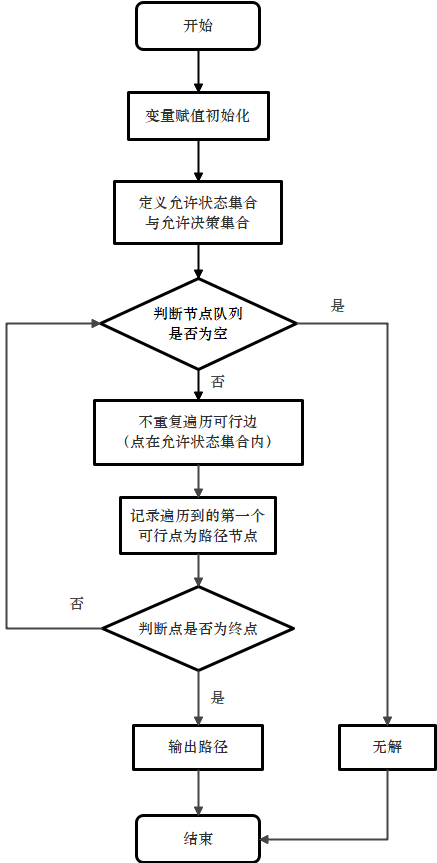 开始
变量赋值初始化
定义允许状态集合
与允许决策集合
判断节点队列
是否为空
是
否
不重复遍历可行边
（点在允许状态集合内）
记录遍历到的第一个
可行点为路径节点
否
判断点是否为终点
是
输出路径
无解
结束